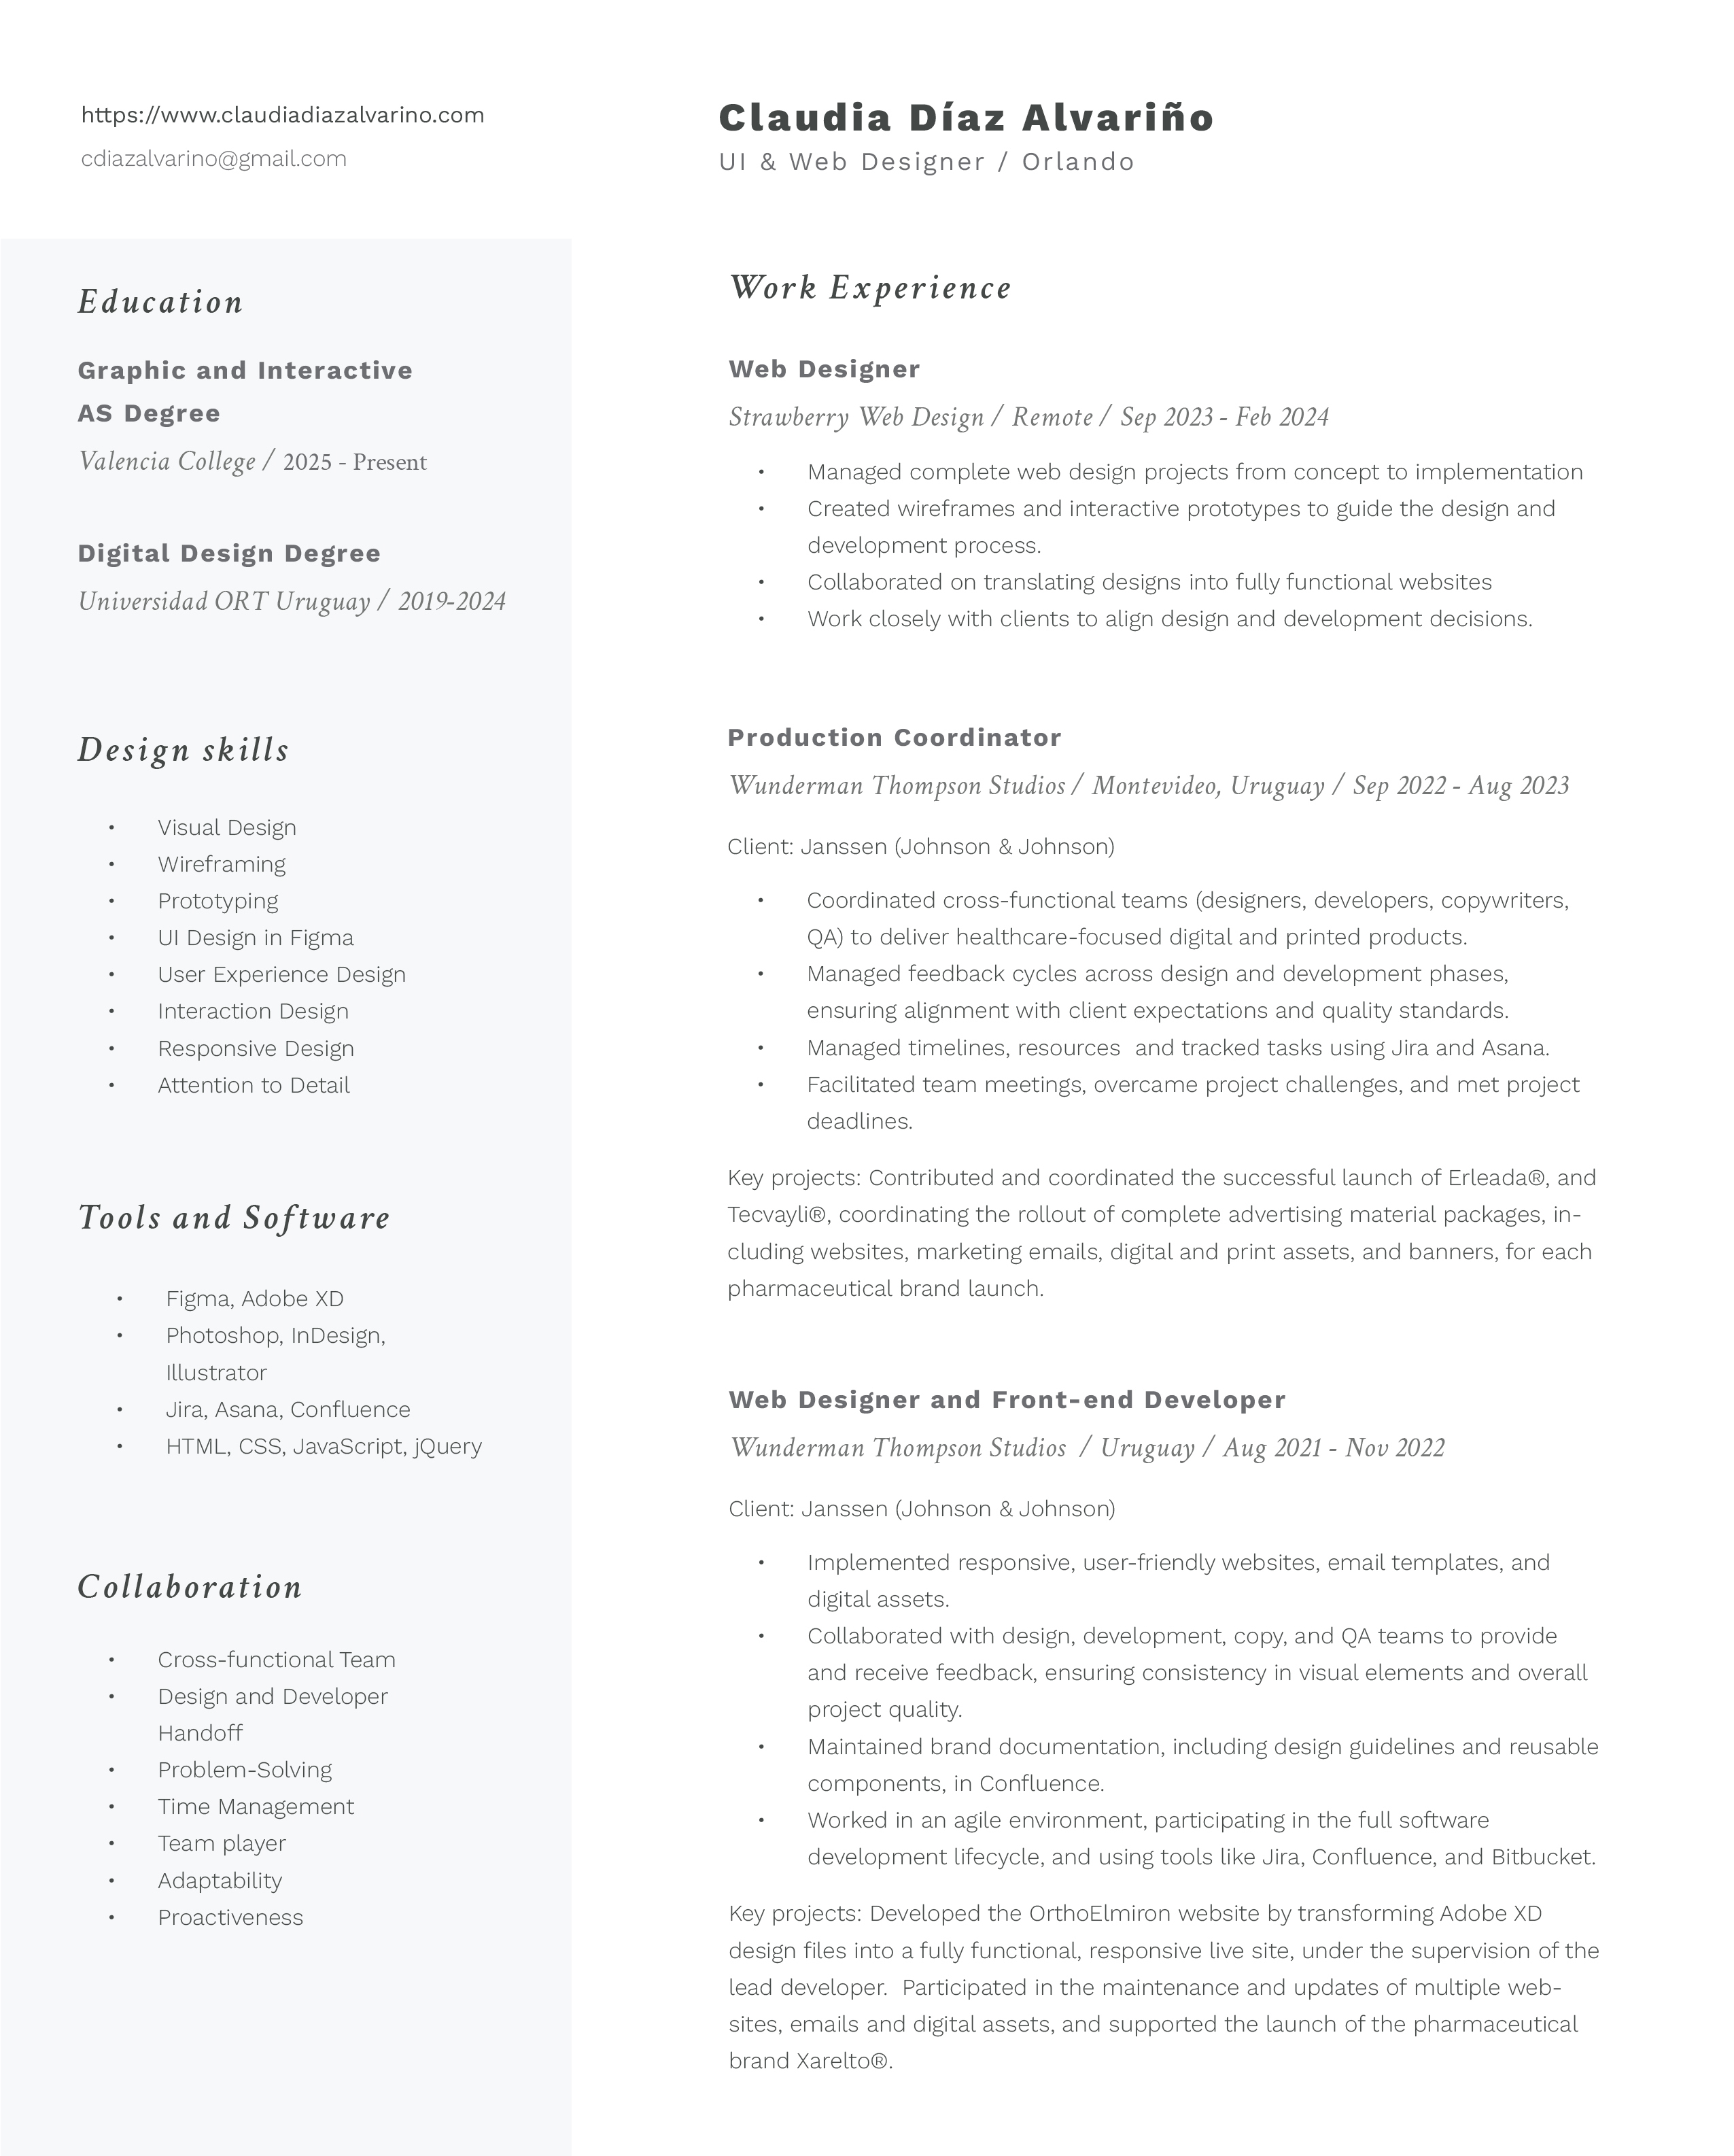 https://www.claudiadiazalvarino.com
cdiazalvarino@gmail.com
Claudia Díaz Alvariño
UI & Web Designer / Orlando
Education
Graphic and Interactive
AS Degree
Valencia College / 2025 - Present
Digital Design Degree
Universidad ORT Uruguay / 2019-2024
Design skills
• Visual Design
• Wireframing
• Prototyping
• UI Design in Figma
• User Experience Design
• Interaction Design
• Responsive Design
• Attention to Detail
Tools and Software
• Figma, Adobe XD
• Photoshop, InDesign,
Illustrator
• Jira, Asana, Confluence
• HTML, CSS, JavaScript, jQuery
Collaboration
• Cross-functional Team
• Design and Developer
Handoff
• Problem-Solving
• Time Management
• Team player
• Adaptability
• Proactiveness
Work Experience
Web Designer
Strawberry Web Design / Remote / Sep 2023 - Feb 2024
• Managed complete web design projects from concept to implementation
• Created wireframes and interactive prototypes to guide the design and
development process.
• Collaborated on translating designs into fully functional websites
• Work closely with clients to align design and development decisions.
Production Coordinator
Wunderman Thompson Studios / Montevideo, Uruguay / Sep 2022 - Aug 2023
Client: Janssen (Johnson & Johnson)
• Coordinated cross-functional teams (designers, developers, copywriters,
QA) to deliver healthcare-focused digital and printed products.
• Managed feedback cycles across design and development phases,
ensuring alignment with client expectations and quality standards.
• Managed timelines, resources  and tracked tasks using Jira and Asana.
• Facilitated team meetings, overcame project challenges, and met project
deadlines.
Key projects: Contributed and coordinated the successful launch of Erleada®, and
Tecvayli®, coordinating the rollout of complete advertising material packages, in-
cluding websites, marketing emails, digital and print assets, and banners, for each
pharmaceutical brand launch.
Web Designer and Front-end Developer
Wunderman Thompson Studios  / Uruguay / Aug 2021 - Nov 2022
Client: Janssen (Johnson & Johnson)
• Implemented responsive, user-friendly websites, email templates, and
digital assets.
• Collaborated with design, development, copy, and QA teams to provide
and receive feedback, ensuring consistency in visual elements and overall
project quality.
• Maintained brand documentation, including design guidelines and reusable
components, in Confluence.
• Worked in an agile environment, participating in the full software
development lifecycle, and using tools like Jira, Confluence, and Bitbucket.
Key projects: Developed the OrthoElmiron website by transforming Adobe XD
design files into a fully functional, responsive live site, under the supervision of the
lead developer.  Participated in the maintenance and updates of multiple web-
sites, emails and digital assets, and supported the launch of the pharmaceutical
brand Xarelto®.